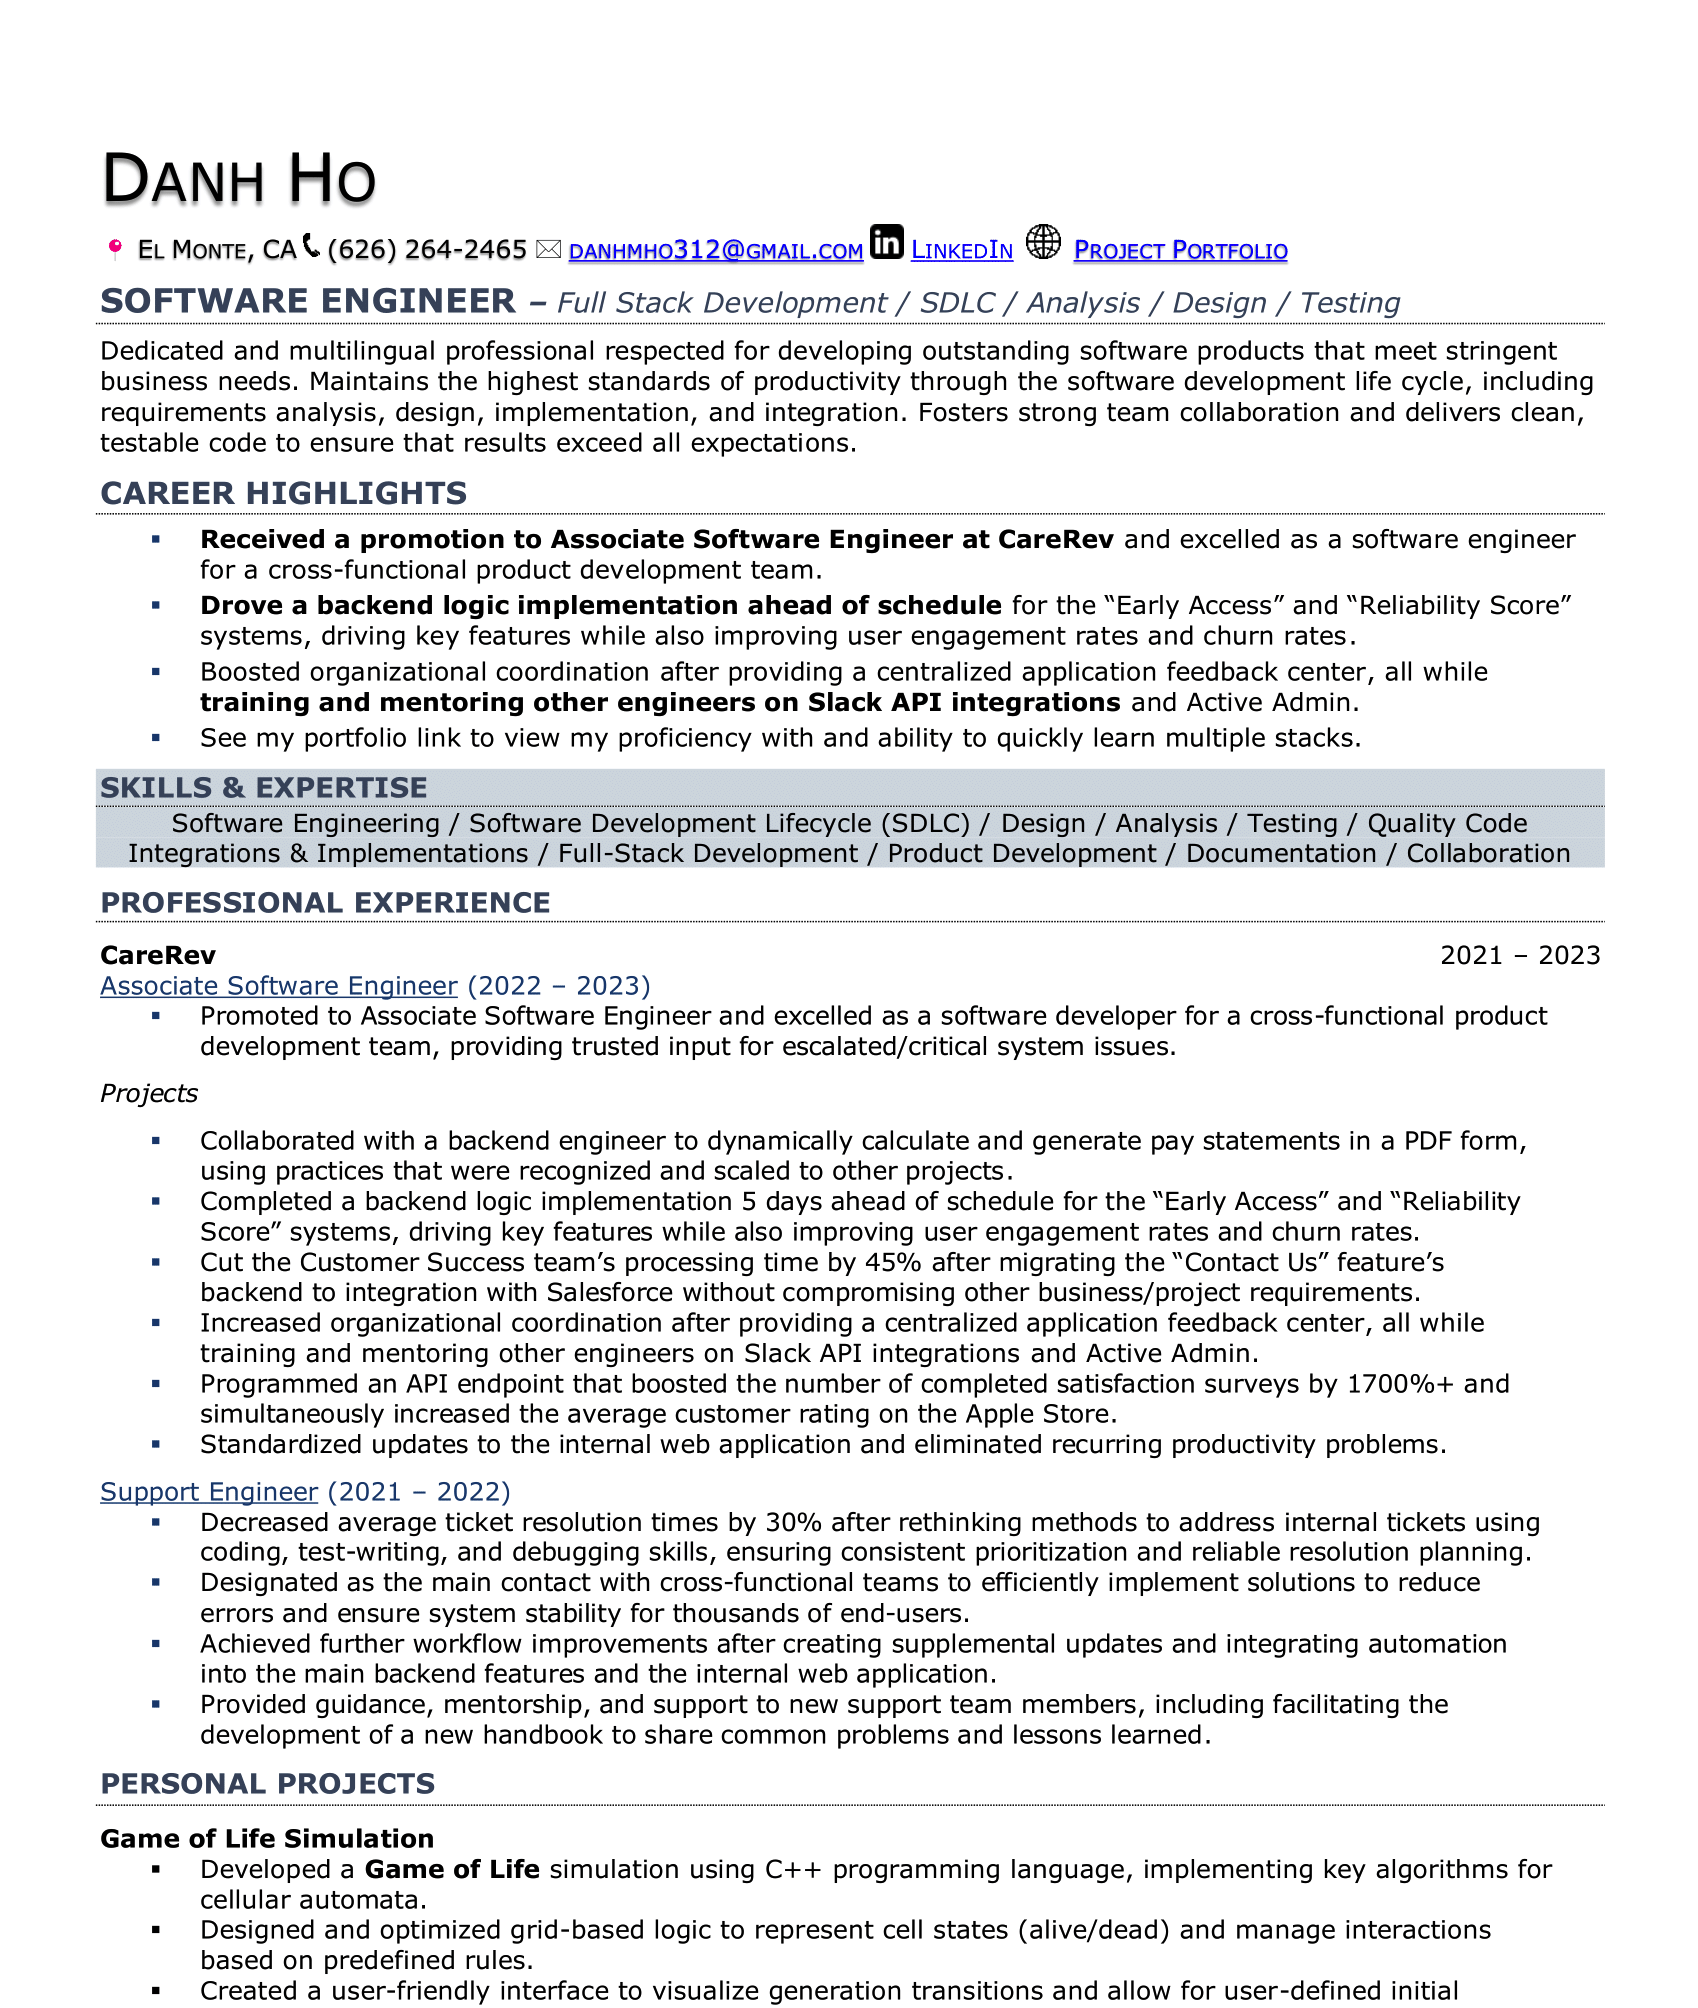 Danh Ho
El Monte, CA (626) 264-2465 danhmho312@gmail.com LinkedIn Project Portfolio
SOFTWARE ENGINEER – Full Stack Development / SDLC / Analysis / Design / Testing
Dedicated and multilingual professional respected for developing outstanding software products that meet stringent
business needs. Maintains the highest standards of productivity through the software development life cycle, including
requirements analysis, design, implementation, and integration. Fosters strong team collaboration and delivers clean,
testable code to ensure that results exceed all expectations.
CAREER HIGHLIGHTS
▪ Received a promotion to Associate Software Engineer at CareRev and excelled as a software engineer
for a cross-functional product development team.
▪ Drove a backend logic implementation ahead of schedule for the “Early Access” and “Reliability Score”
systems, driving key features while also improving user engagement rates and churn rates.
▪ Boosted organizational coordination after providing a centralized application feedback center, all while
training and mentoring other engineers on Slack API integrations and Active Admin.
▪ See my portfolio link to view my proficiency with and ability to quickly learn multiple stacks.
SKILLS & EXPERTISE
Software Engineering / Software Development Lifecycle (SDLC) / Design / Analysis / Testing / Quality Code
Integrations & Implementations / Full-Stack Development / Product Development / Documentation / Collaboration
PROFESSIONAL EXPERIENCE
CareRev 2021 – 2023
Associate Software Engineer (2022 – 2023)
▪ Promoted to Associate Software Engineer and excelled as a software developer for a cross-functional product
development team, providing trusted input for escalated/critical system issues.
Projects
▪ Collaborated with a backend engineer to dynamically calculate and generate pay statements in a PDF form,
using practices that were recognized and scaled to other projects.
▪ Completed a backend logic implementation 5 days ahead of schedule for the “Early Access” and “Reliability
Score” systems, driving key features while also improving user engagement rates and churn rates.
▪ Cut the Customer Success team’s processing time by 45% after migrating the “Contact Us” feature’s
backend to integration with Salesforce without compromising other business/project requirements.
▪ Increased organizational coordination after providing a centralized application feedback center, all while
training and mentoring other engineers on Slack API integrations and Active Admin.
▪ Programmed an API endpoint that boosted the number of completed satisfaction surveys by 1700%+ and
simultaneously increased the average customer rating on the Apple Store.
▪ Standardized updates to the internal web application and eliminated recurring productivity problems.
Support Engineer (2021 – 2022)
▪ Decreased average ticket resolution times by 30% after rethinking methods to address internal tickets using
coding, test-writing, and debugging skills, ensuring consistent prioritization and reliable resolution planning.
▪ Designated as the main contact with cross-functional teams to efficiently implement solutions to reduce
errors and ensure system stability for thousands of end-users.
▪ Achieved further workflow improvements after creating supplemental updates and integrating automation
into the main backend features and the internal web application.
▪ Provided guidance, mentorship, and support to new support team members, including facilitating the
development of a new handbook to share common problems and lessons learned.
PERSONAL PROJECTS
Game of Life Simulation
▪ Developed a Game of Life simulation using C++ programming language, implementing key algorithms for
cellular automata.
▪ Designed and optimized grid-based logic to represent cell states (alive/dead) and manage interactions
based on predefined rules.
▪ Created a user-friendly interface to visualize generation transitions and allow for user-defined initial